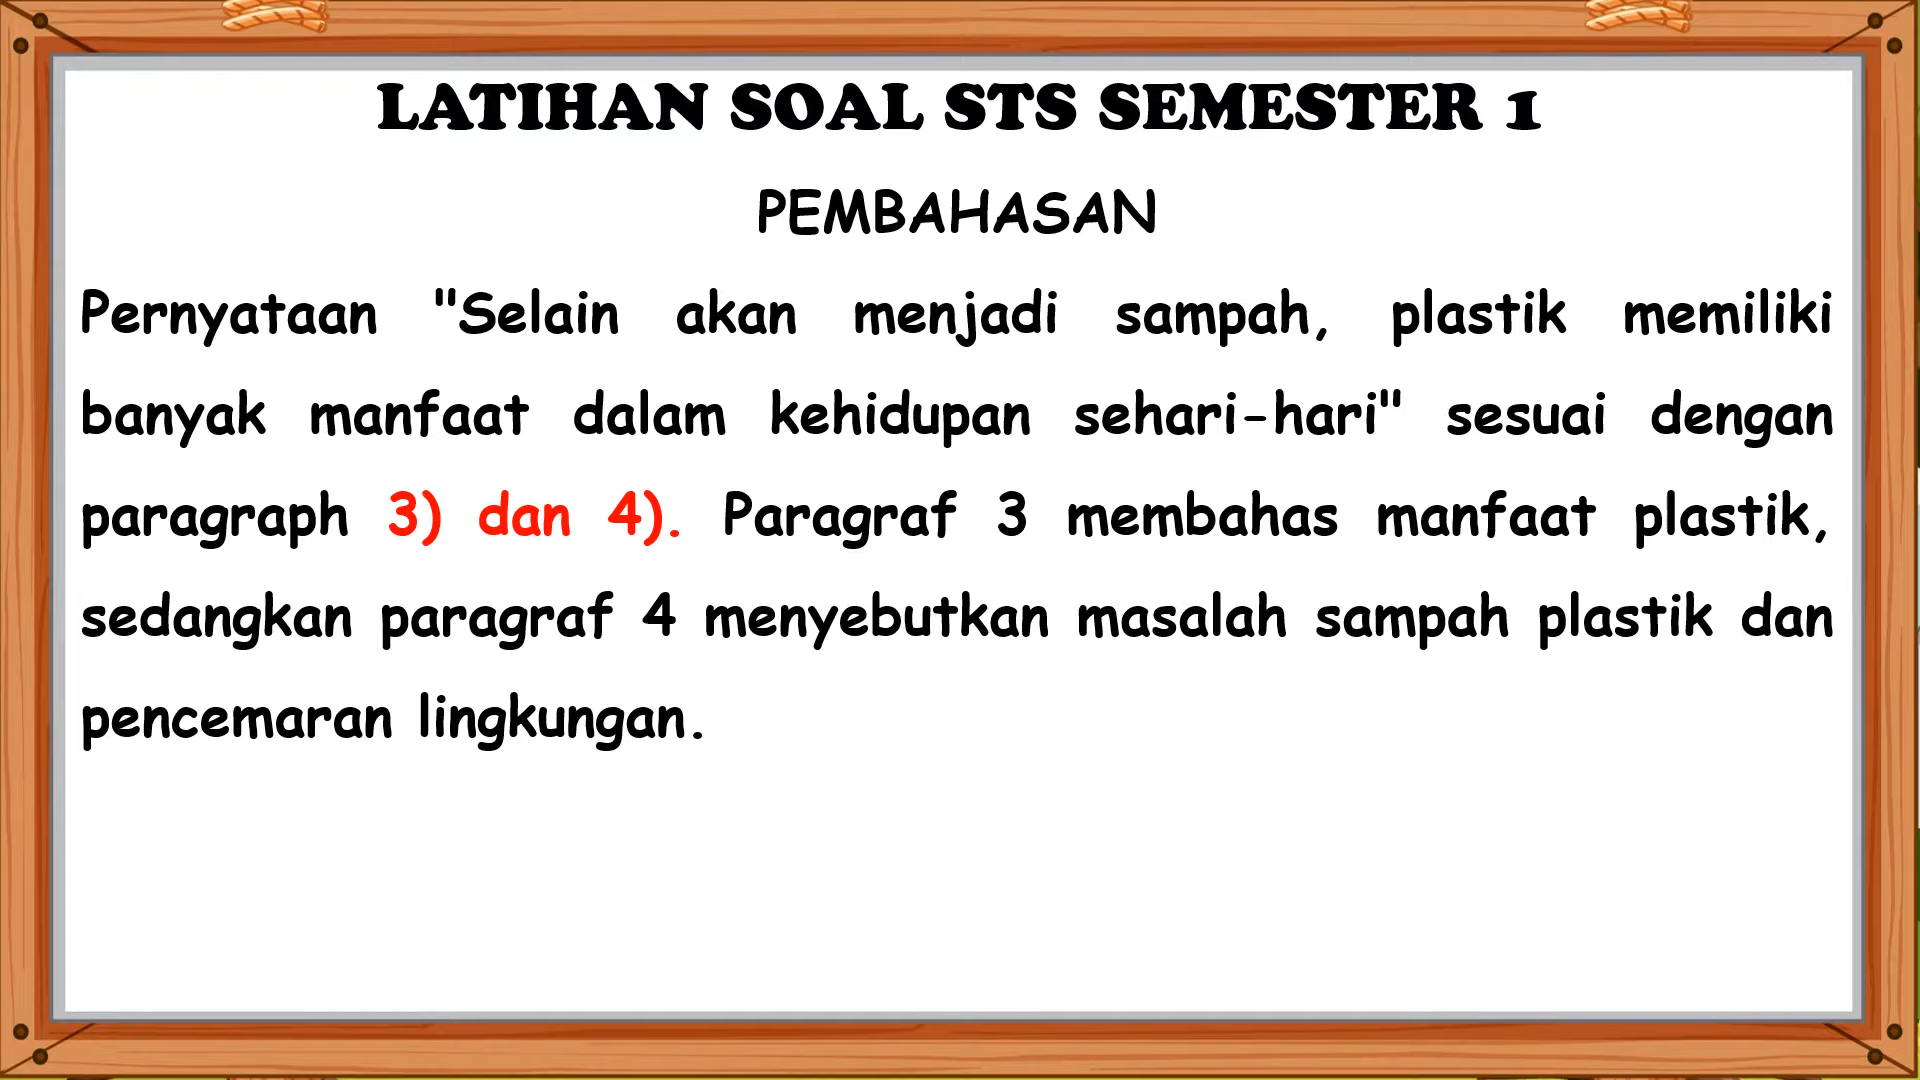 LATIHAN SOAL STS SEMESTER 1
PEMBAHASAN
Pernyataan "Selain akan menjadi sampah, plastik memiliki
banyak manfaat dalam kehidupan sehari-hari" sesuai dengan
paragraph 3) dan 4). Paragraf 3 membahas manfaat plastik,
sedangkan paragraf 4 menyebutkan masalah sampah plastik dan
pencemaran lingkungan.